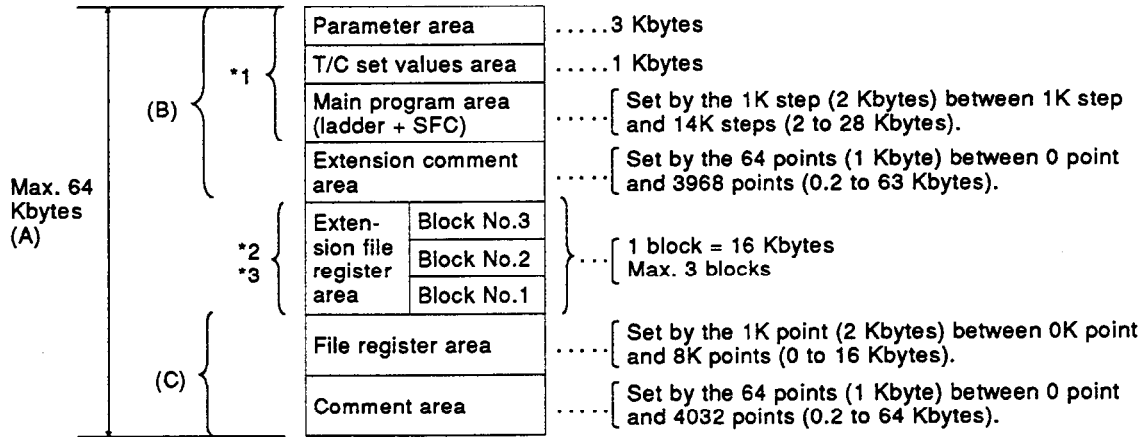 Max. 64
Kbytes
(A)
(B)
*1
*2
*3
(C)
Parameter area .....3 Kbytes
T/C set values area .....1 Kbytes
Main program area
(ladder + SFC)
..... Set by the 1K step (2 Kbytes) between 1K step
and 14K steps (2 to 28 Kbytes).
Extension comment
area
..... Set by the 64 points (1 Kbyte) between 0 point
and 3968 points (0.2 to 63 Kbytes).
Exten-
sion file
register
area
Block No.3
Block No.2
Block No.1
... 1 block = 16 Kbytes
Max. 3 blocks
File register area
..... Set by the 1K point (2 Kbytes) between 0K point
and 8K points (0 to 16 Kbytes).
Comment area
..... Set by the 64 points (1 Kbyte) between 0 point
and 4032 points (0.2 to 64 Kbytes).